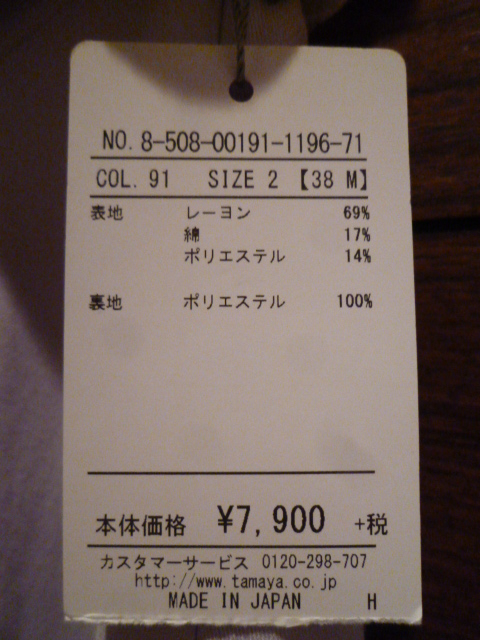 NO. 8-508-00191-1196-71
COL. 91 SIZE 2 【38 M】
表地 レーヨン 69%
綿 17%
ポリエステル 14%
裏地 ポリエステル 100%
本体価格 ¥7,900 +税
カスタマーサービス 0120-298-707
http://www.tamaya.co.jp
MADE IN JAPAN H